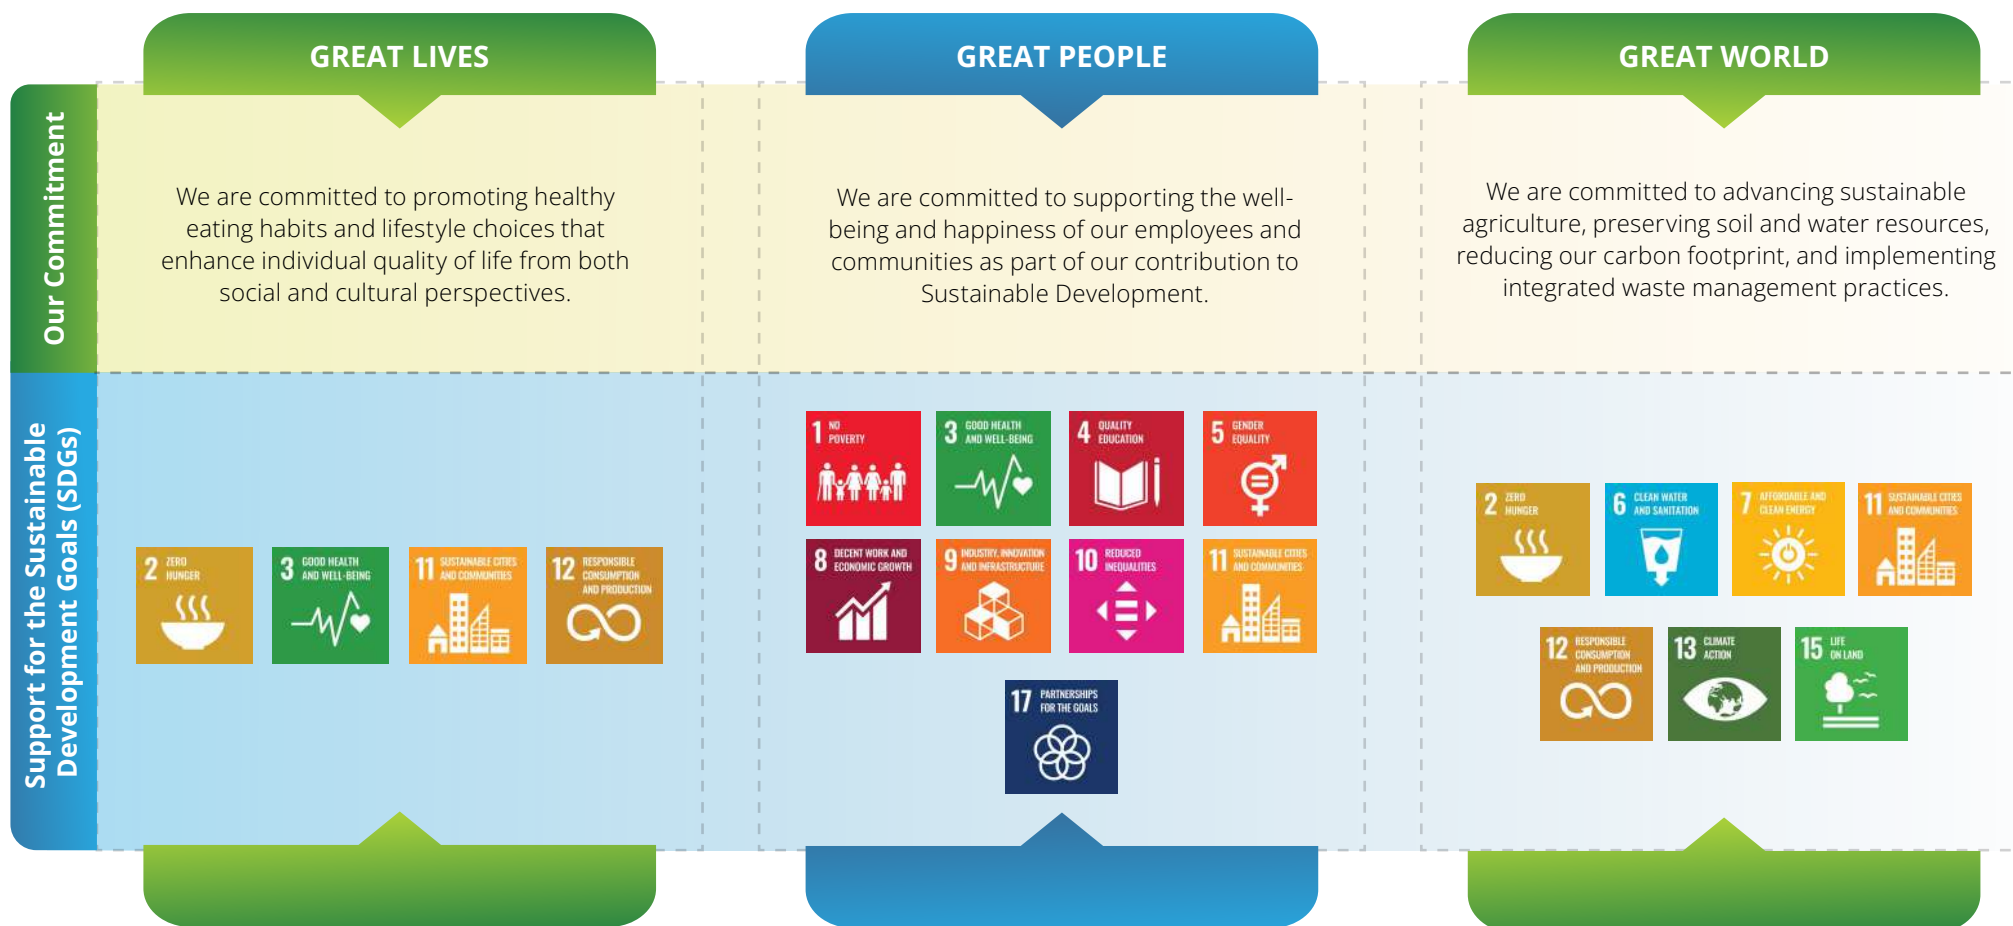 GREAT LIVES
GREAT PEOPLE
GREAT WORLD
Our Commitment
We are committed to promoting healthy
eating habits and lifestyle choices that
enhance individual quality of life from both
social and cultural perspectives.
We are committed to supporting the well-
being and happiness of our employees and
communities as part of our contribution to
Sustainable Development.
We are committed to advancing sustainable
agriculture, preserving soil and water resources,
reducing our carbon footprint, and implementing
integrated waste management practices.
Support for the Sustainable
Development Goals (SDGs)
2 ZERO
HUNGER
3 GOOD HEALTH
AND WELL-BEING
11 SUSTAINABLE CITIES
AND COMMUNITIES
12 RESPONSIBLE
CONSUMPTION
AND PRODUCTION
1 NO
POVERTY
3 GOOD HEALTH
AND WELL-BEING
4 QUALITY
EDUCATION
5 GENDER
EQUALITY
8 DECENT WORK AND
ECONOMIC GROWTH
9 INDUSTRY, INNOVATION
AND INFRASTRUCTURE
10 REDUCED
INEQUALITIES
11 SUSTAINABLE CITIES
AND COMMUNITIES
17 PARTNERSHIPS
FOR THE GOALS
2 ZERO
HUNGER
6 CLEAN WATER
AND SANITATION
7 AFFORDABLE AND
CLEAN ENERGY
11 SUSTAINABLE CITIES
AND COMMUNITIES
12 RESPONSIBLE
CONSUMPTION
AND PRODUCTION
13 CLIMATE
ACTION
15 LIFE
ON LAND